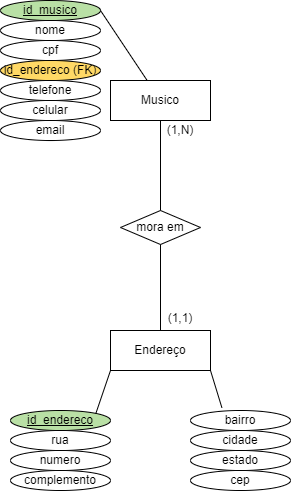 id_musico
nome
cpf
id_endereco (FK)
telefone
celular
email
Musico
(1,N)
mora em
(1,1)
Endereço
id_endereco
rua
numero
complemento
bairro
cidade
estado
cep